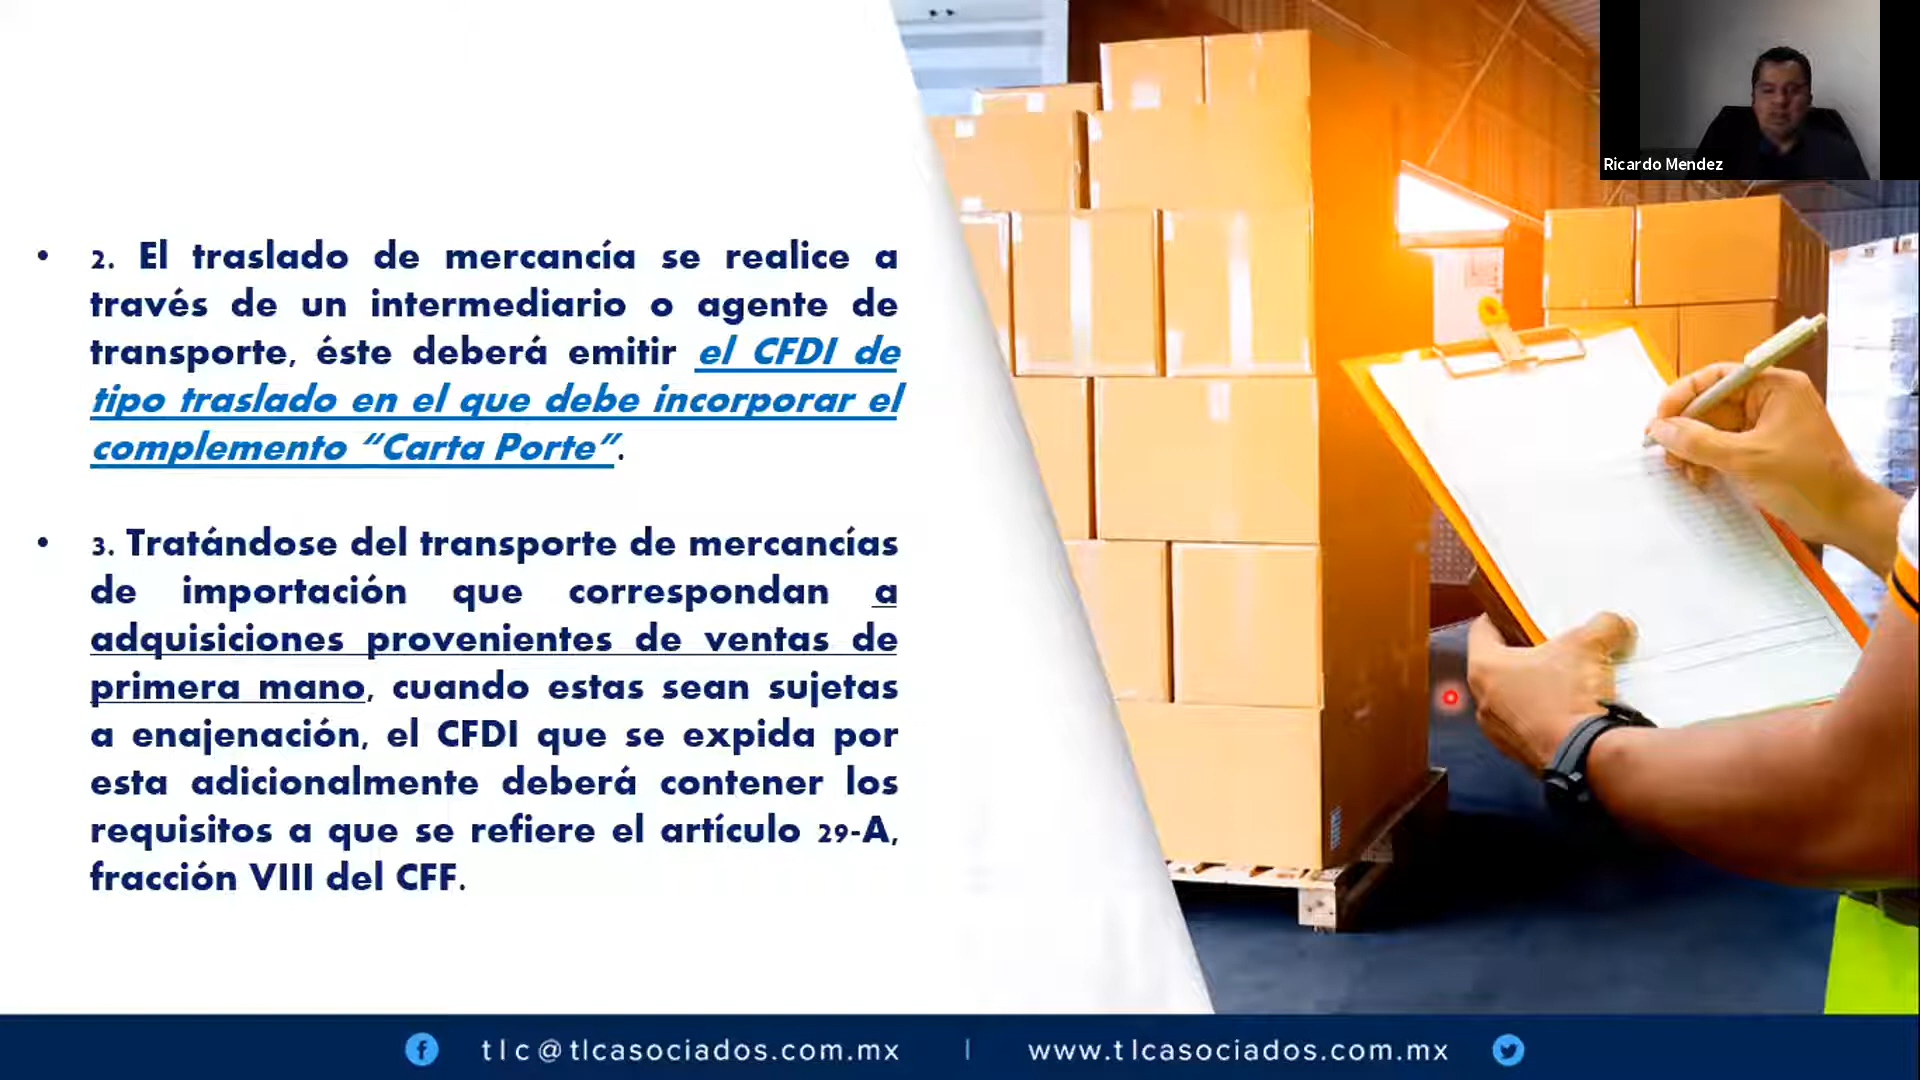 Ricardo Mendez
• 2. El traslado de mercancía se realice a
través de un intermediario o agente de
transporte, éste deberá emitir el CFDI de
tipo traslado en el que debe incorporar el
complemento “Carta Porte”.
• 3. Tratándose del transporte de mercancías
de importación que correspondan a
adquisiciones provenientes de ventas de
primera mano, cuando estas sean sujetas
a enajenación, el CFDI que se expida por
esta adicionalmente deberá contener los
requisitos a que se refiere el artículo 29-A,
fracción VIII del CFF.
tlc@tlcasociados.com.mx | www.tlcasociados.com.mx